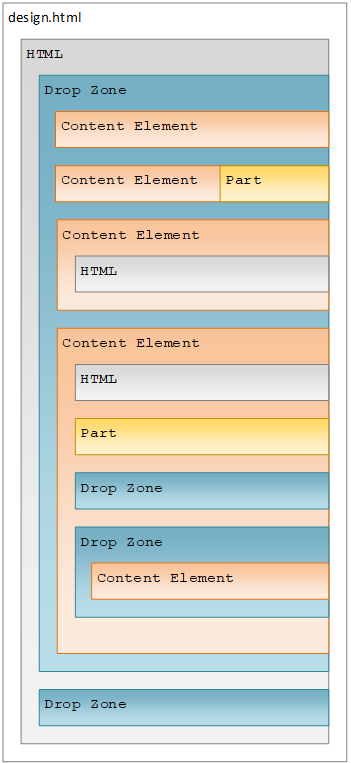 design.html
HTML
Drop Zone
Content Element
Content Element Part
Content Element
HTML
Content Element
HTML
Part
Drop Zone
Drop Zone
Content Element
Drop Zone